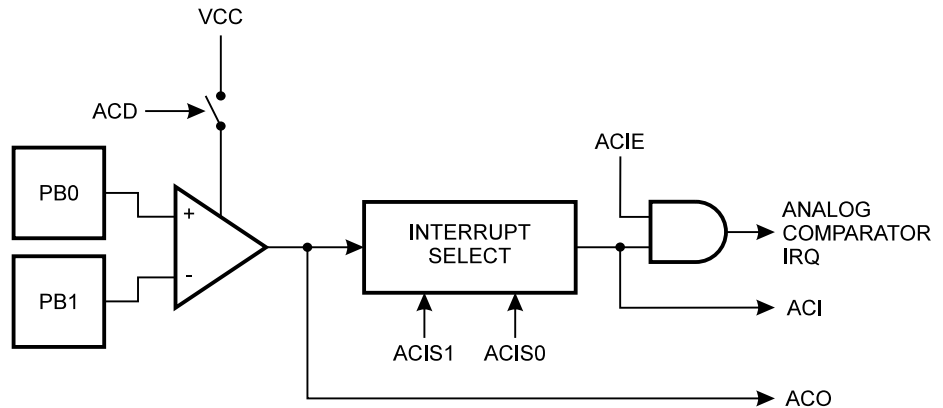 VCC
ACD
ACIE
PB0
+
INTERRUPT
SELECT
ANALOG
COMPARATOR
IRQ
PB1
-
ACI
ACIS1
ACIS0
ACO